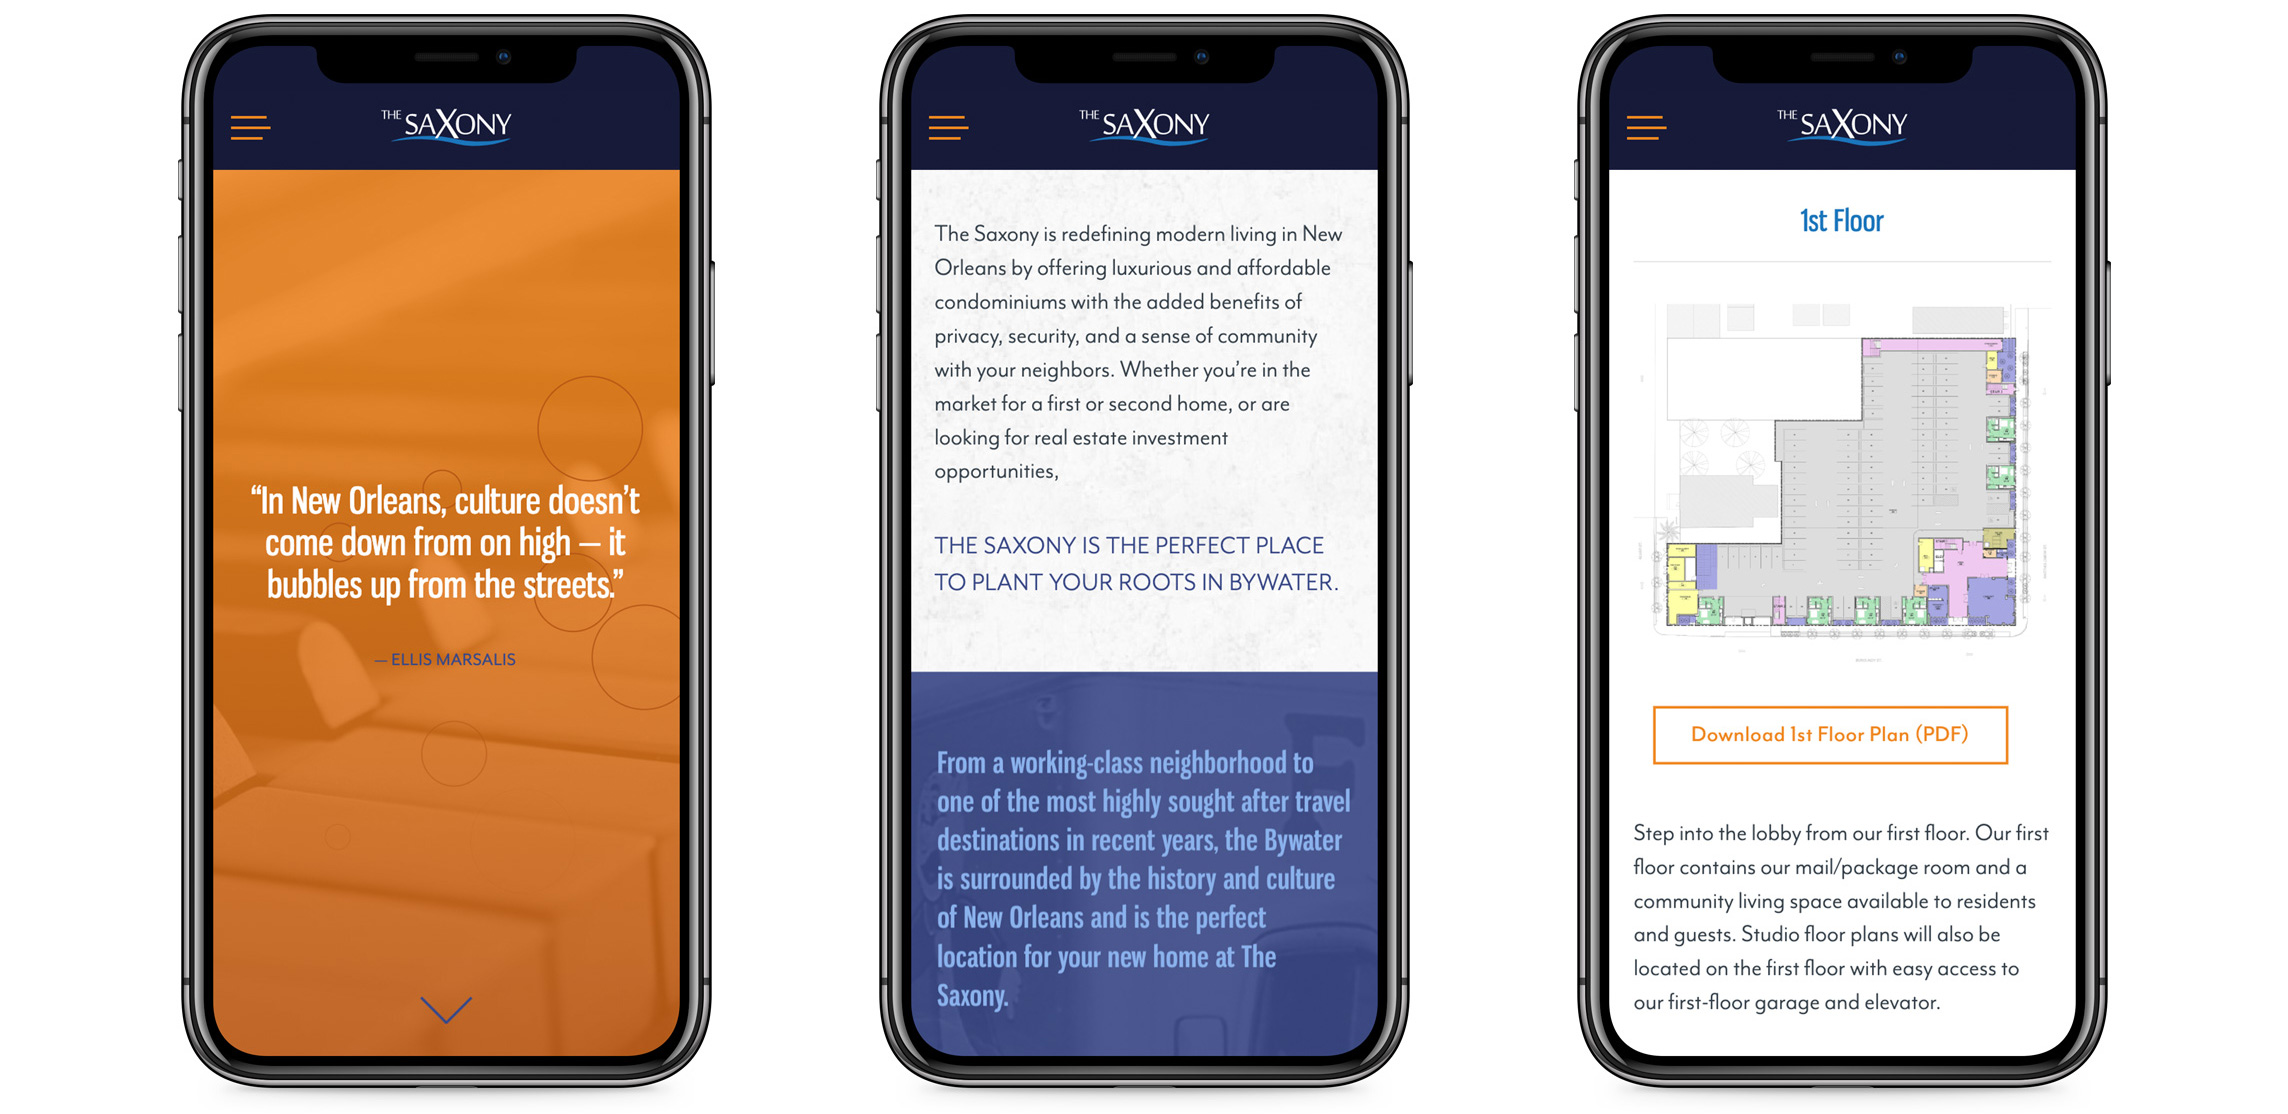 THE SAXONY
“In New Orleans, culture doesn’t
come down from on high – it
bubbles up from the streets.”
– ELLIS MARSALIS
THE SAXONY
The Saxony is redefining modern living in New
Orleans by offering luxurious and affordable
condominiums with the added benefits of
privacy, security, and a sense of community
with your neighbors. Whether you’re in the
market for a first or second home, or are
looking for real estate investment
opportunities,
THE SAXONY IS THE PERFECT PLACE
TO PLANT YOUR ROOTS IN BYWATER.
From a working-class neighborhood to
one of the most highly sought after travel
destinations in recent years, the Bywater
is surrounded by the history and culture
of New Orleans and is the perfect
location for your new home at The
Saxony.
THE SAXONY
1st Floor
Download 1st Floor Plan (PDF)
Step into the lobby from our first floor. Our first
floor contains our mail/package room and a
community living space available to residents
and guests. Studio floor plans will also be
located on the first floor with easy access to
our first-floor garage and elevator.